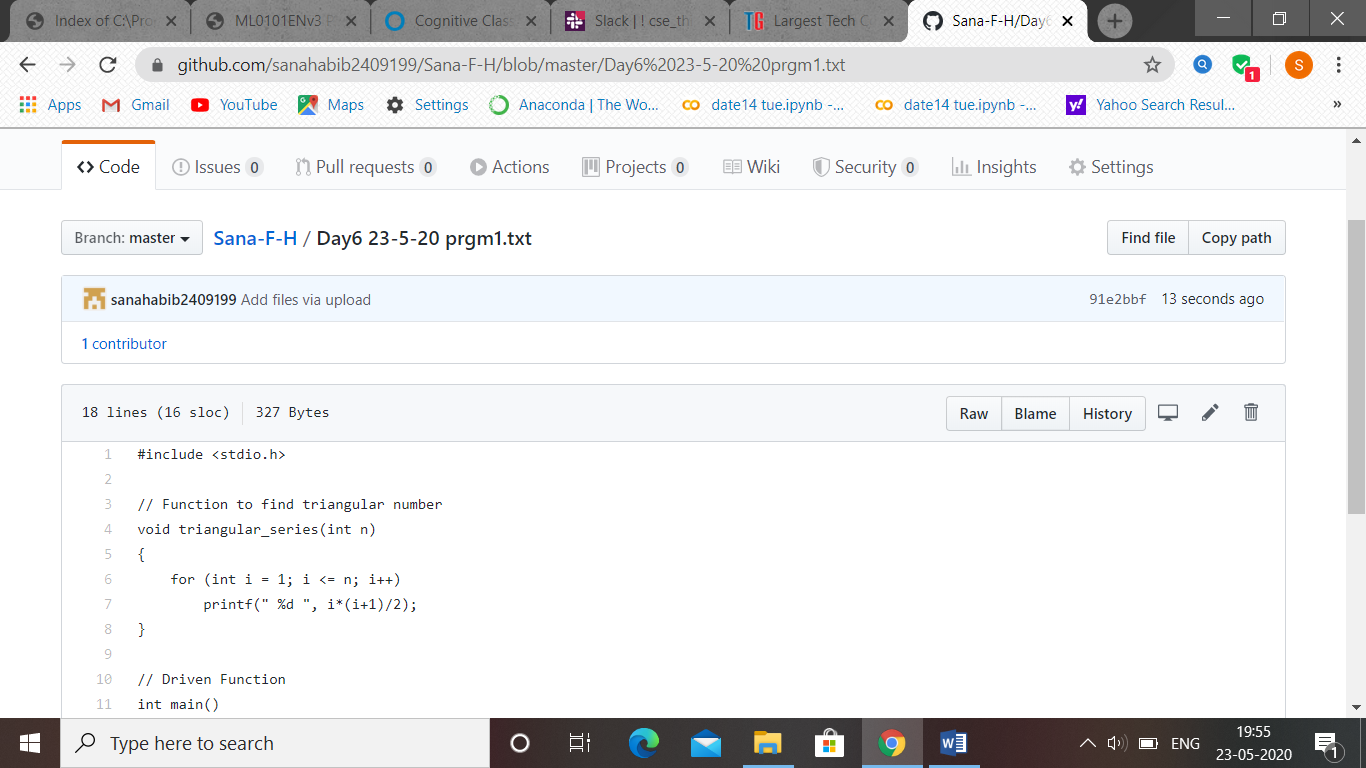 Index of C:\Pro
ML0101ENv3
Cognitive Clas
Slack | ! cse_th
Largest Tech C
Sana-F-H/Day6
github.com/sanahabib2409199/Sana-F-H/blob/master/Day6%2023-5-20%20prgm1.txt
S
1
Apps
Gmail
YouTube
Maps
Settings
Anaconda | The Wo...
date14 tue.ipynb -...
date14 tue.ipynb -...
Yahoo Search Resul...
»
<> Code
Issues 0
Pull requests 0
Actions
Projects 0
Wiki
Security 0
Insights
Settings
Branch: master
Sana-F-H / Day6 23-5-20 prgm1.txt
Find file
Copy path
sanahabib2409199 Add files via upload
91e2bbf 13 seconds ago
1 contributor
18 lines (16 sloc) 327 Bytes
Raw
Blame
History
1 #include <stdio.h>
2
3 // Function to find triangular number
4 void triangular_series(int n)
5 {
6     for (int i = 1; i <= n; i++)
7         printf(" %d ", i*(i+1)/2);
8 }
9
10 // Driven Function
11 int main()
Type here to search
ENG
19:55
23-05-2020
1